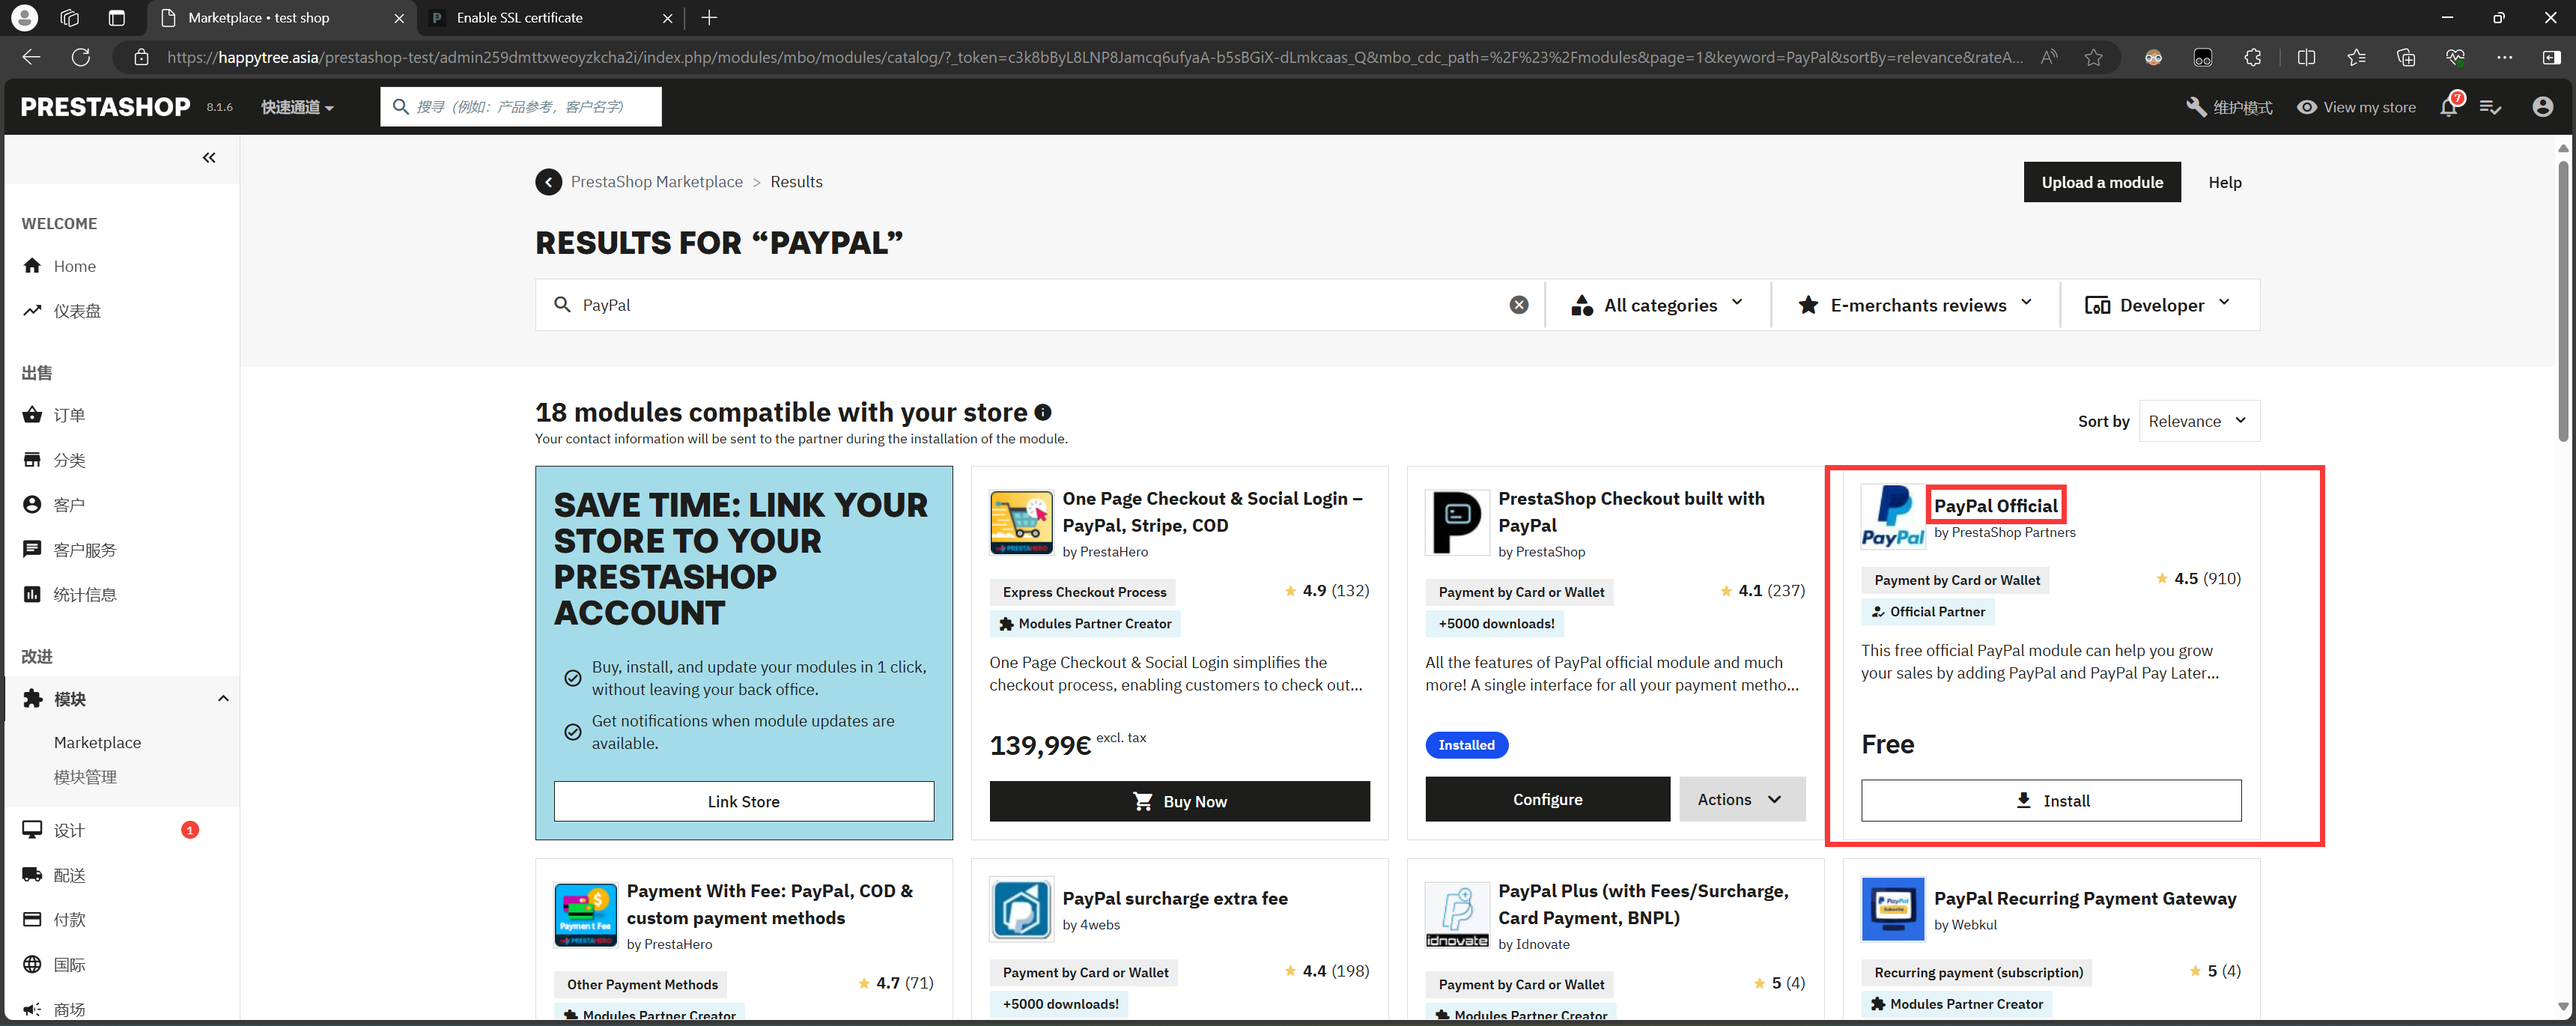 Marketplace • test shop
Enable SSL certificate
https://happytree.asia/prestashop-test/admin259dmttxweoyzkcha2i/index.php/modules/mbo/modules/catalog/?_token=c3k8bByL8LNP8Jamcq6ufyaA-b5sBGiX-dLmkcaas_Q&mbo_cdc_path=%2F%23%2Fmodules&page=1&keyword=PayPal&sortBy=relevance&rateA...
PRESTASHOP 8.1.6 快速通道
搜寻（例如：产品参考，客户名字）
维护模式
View my store
7
WELCOME
Home
仪表盘
出售
订单
分类
客户
客户服务
统计信息
改进
模块
Marketplace
模块管理
设计 1
配送
付款
国际
商场
PrestaShop Marketplace > Results
Upload a module
Help
RESULTS FOR “PAYPAL”
PayPal
All categories
E-merchants reviews
Developer
18 modules compatible with your store
Your contact information will be sent to the partner during the installation of the module.
Sort by Relevance
SAVE TIME: LINK YOUR
STORE TO YOUR
PRESTASHOP
ACCOUNT
Buy, install, and update your modules in 1 click,
without leaving your back office.
Get notifications when module updates are
available.
Link Store
One Page Checkout & Social Login –
PayPal, Stripe, COD
by PrestaHero
Express Checkout Process
4.9 (132)
Modules Partner Creator
One Page Checkout & Social Login simplifies the
checkout process, enabling customers to check out...
139,99€ excl. tax
Buy Now
PrestaShop Checkout built with
PayPal
by PrestaShop
Payment by Card or Wallet
4.1 (237)
+5000 downloads!
All the features of PayPal official module and much
more! A single interface for all your payment metho...
Installed
Configure
Actions
PayPal
PayPal Official
by PrestaShop Partners
Payment by Card or Wallet
4.5 (910)
Official Partner
This free official PayPal module can help you grow
your sales by adding PayPal and PayPal Pay Later...
Free
Install
Payment With Fee: PayPal, COD &
custom payment methods
by PrestaHero
Other Payment Methods
4.7 (71)
Modules Partner Creator
PayPal surcharge extra fee
by 4webs
Payment by Card or Wallet
4.4 (198)
+5000 downloads!
idnovate
PayPal Plus (with Fees/Surcharge,
Card Payment, BNPL)
by Idnovate
Payment by Card or Wallet
5 (4)
Modules Partner Creator
PayPal Recurring Payment Gateway
by Webkul
Recurring payment (subscription)
5 (4)
Modules Partner Creator